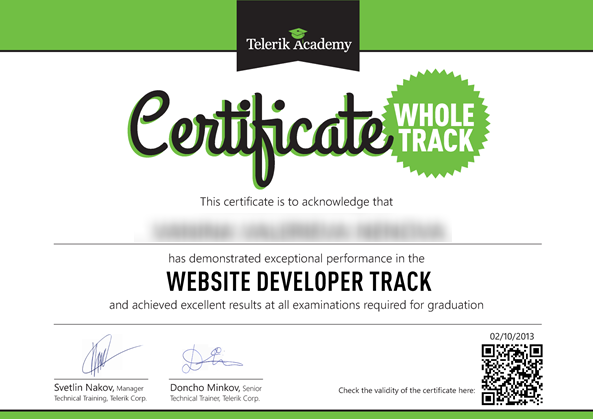 Telerik Academy
Certificate
WHOLE
TRACK
This certificate is to acknowledge that
has demonstrated exceptional performance in the
WEBSITE DEVELOPER TRACK
and achieved excellent results at all examinations required for graduation
02/10/2013
Svetlin Nakov, Manager
Technical Training, Telerik Corp.
Doncho Minkov, Senior
Technical Trainer, Telerik Corp.
Check the validity of the certificate here: